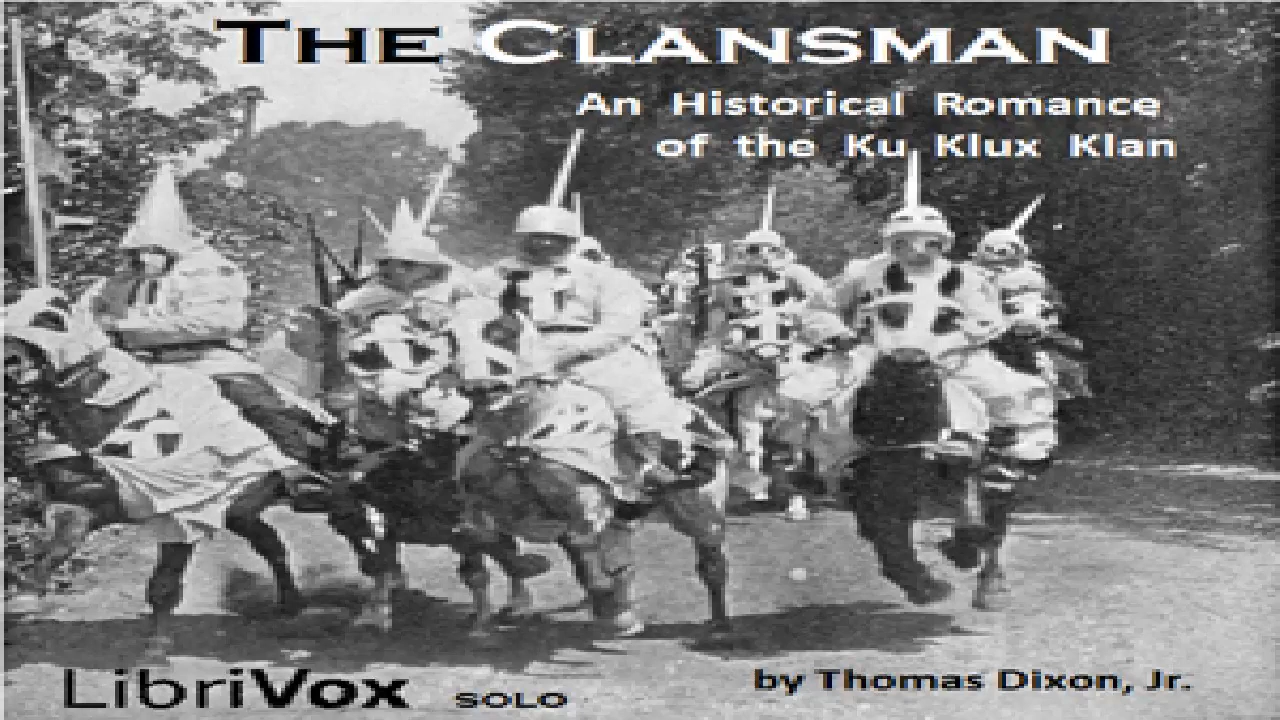 The Clansman
An Historical Romance
of the Ku Klux Klan
LibriVox SOLO
by Thomas Dixon, Jr.